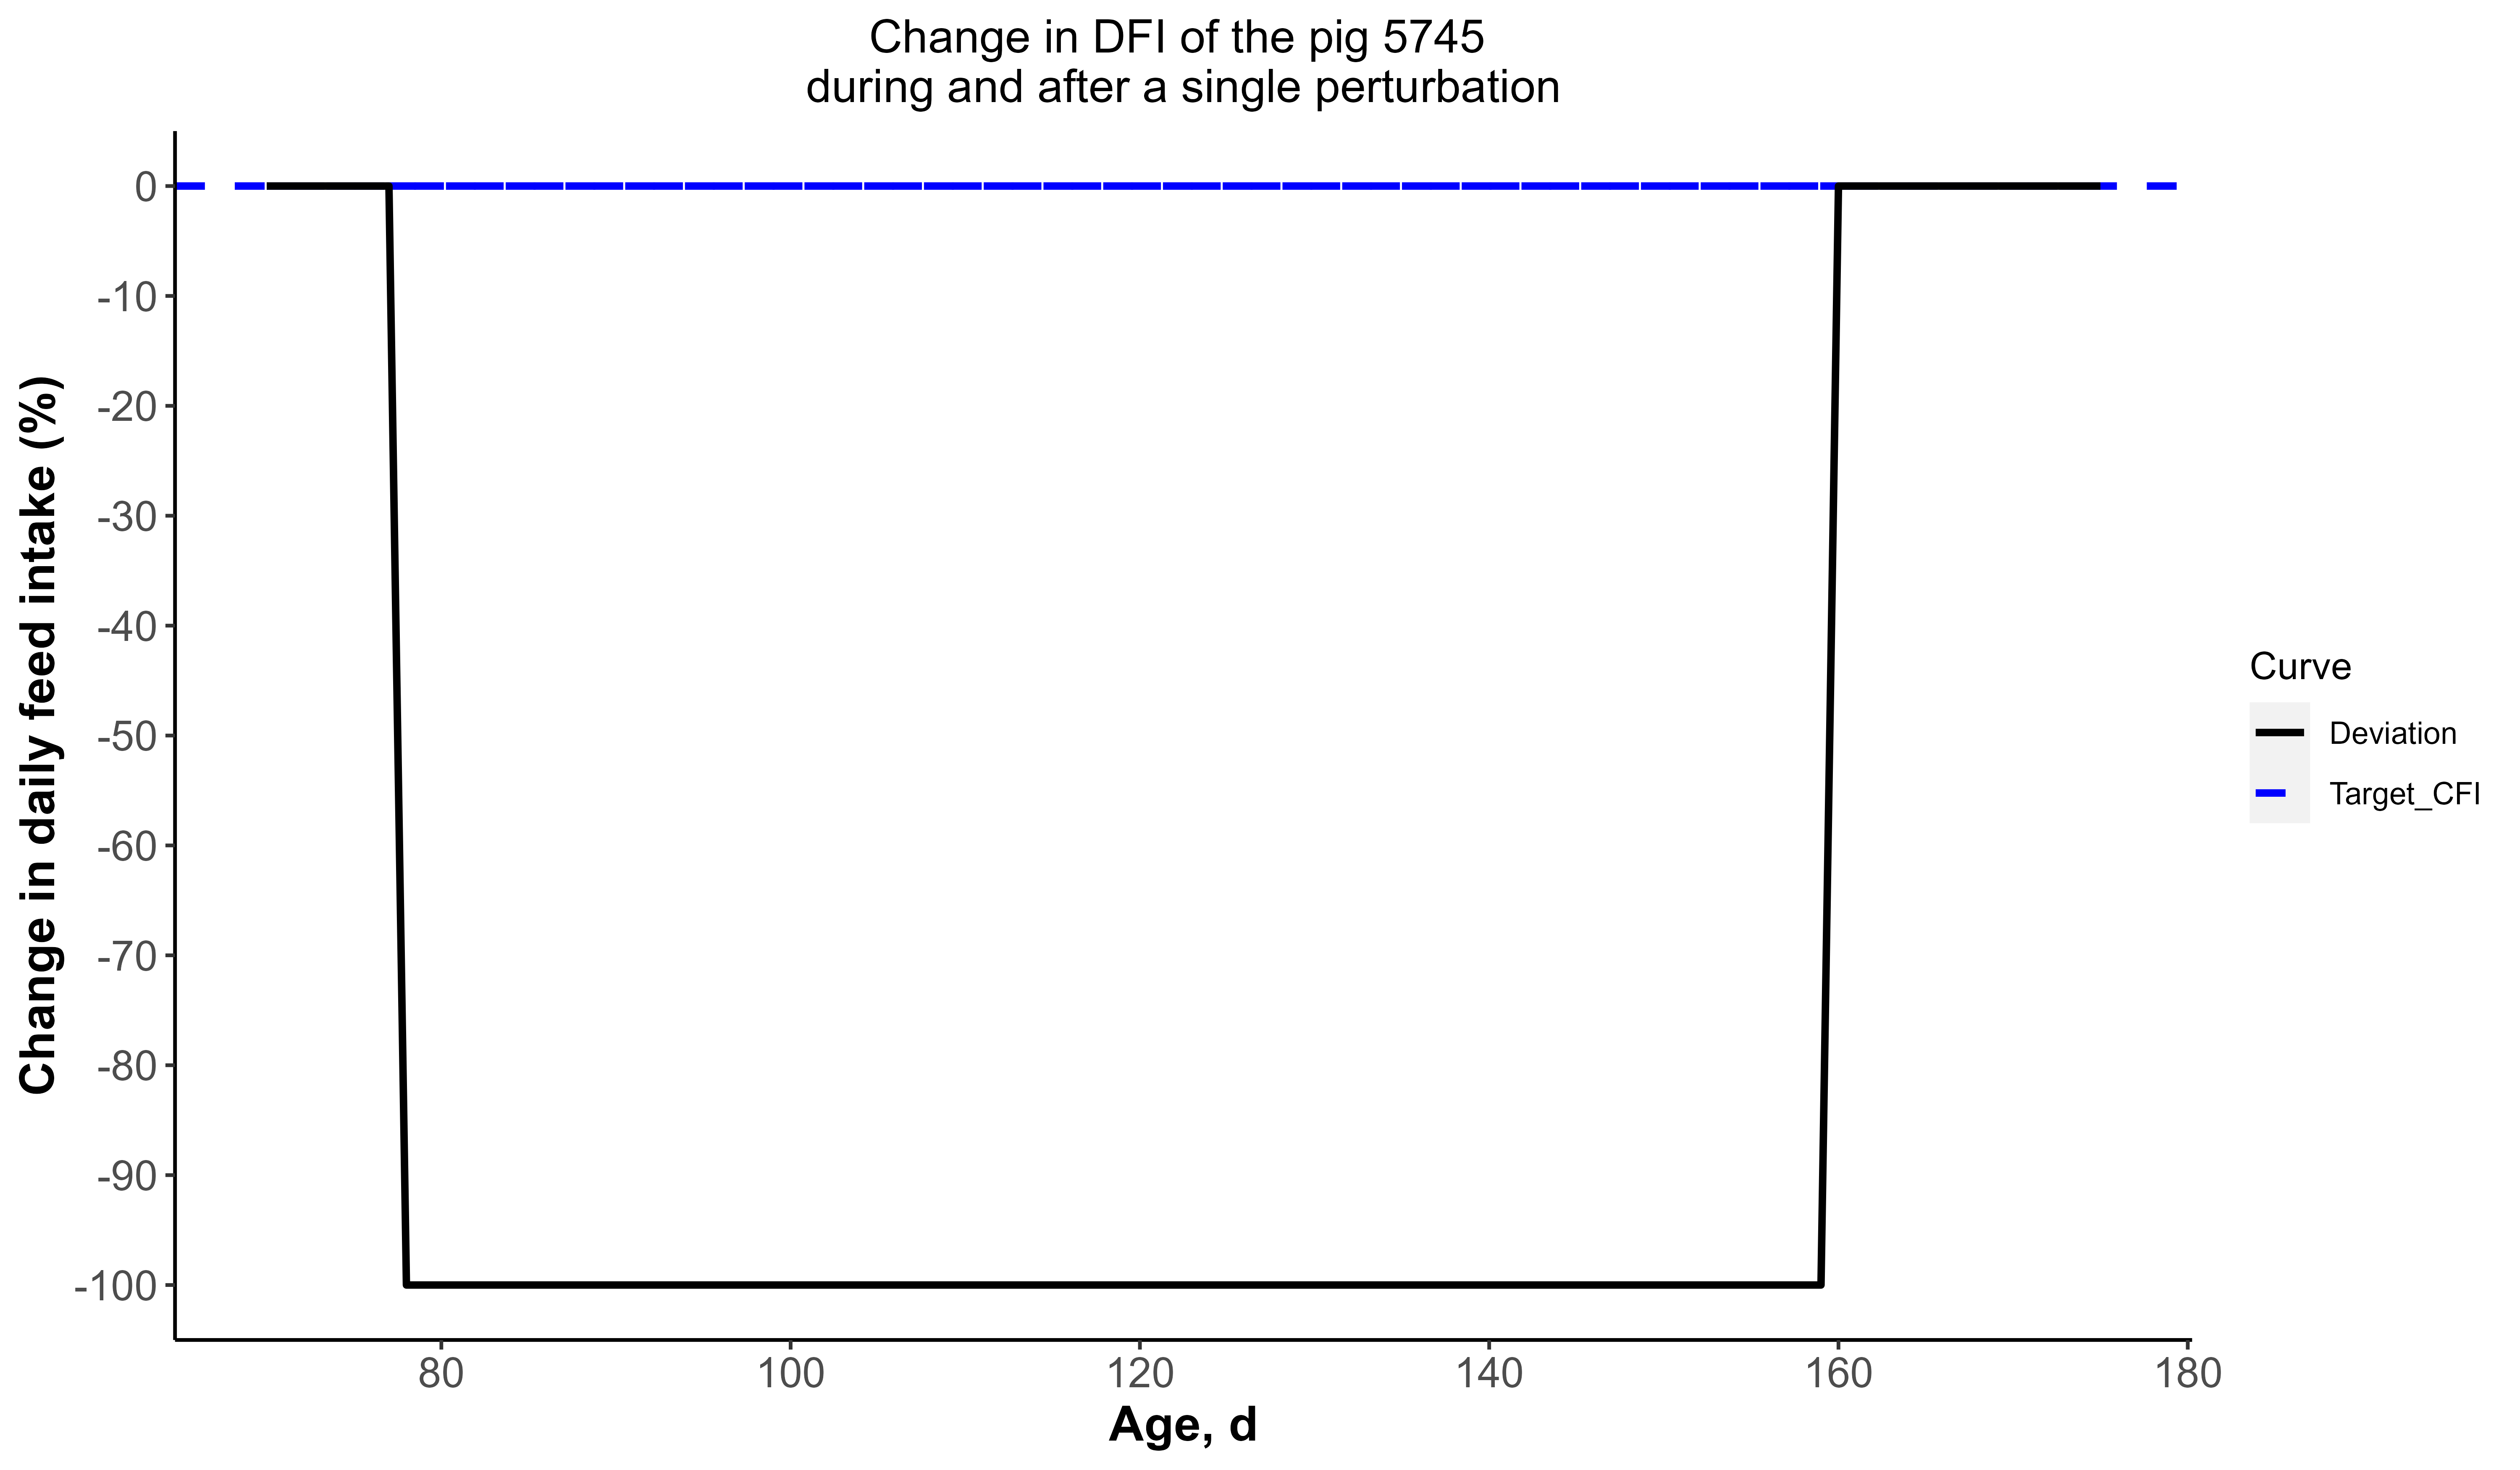 Change in DFI of the pig 5745
during and after a single perturbation
Change in daily feed intake (%)
0
-10
-20
-30
-40
-50
-60
-70
-80
-90
-100
80
100
120
140
160
180
Age, d
Curve
Deviation
Target_CFI